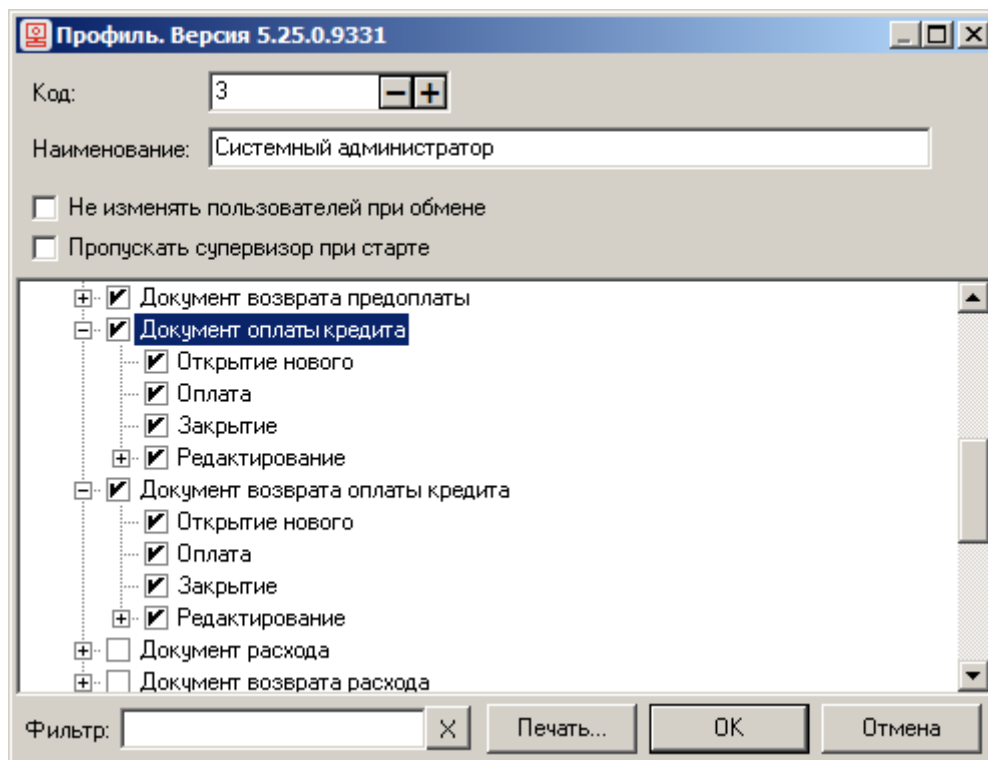 Профиль. Версия 5.25.0.9331
Код: 3
Наименование: Системный администратор
Не изменять пользователей при обмене
Пропускать супервизор при старте
Документ возврата предоплаты
Документ оплаты кредита
Открытие нового
Оплата
Закрытие
Редактирование
Документ возврата оплаты кредита
Открытие нового
Оплата
Закрытие
Редактирование
Документ расхода
Документ возврата расхода
Фильтр: X Печать... OK Отмена